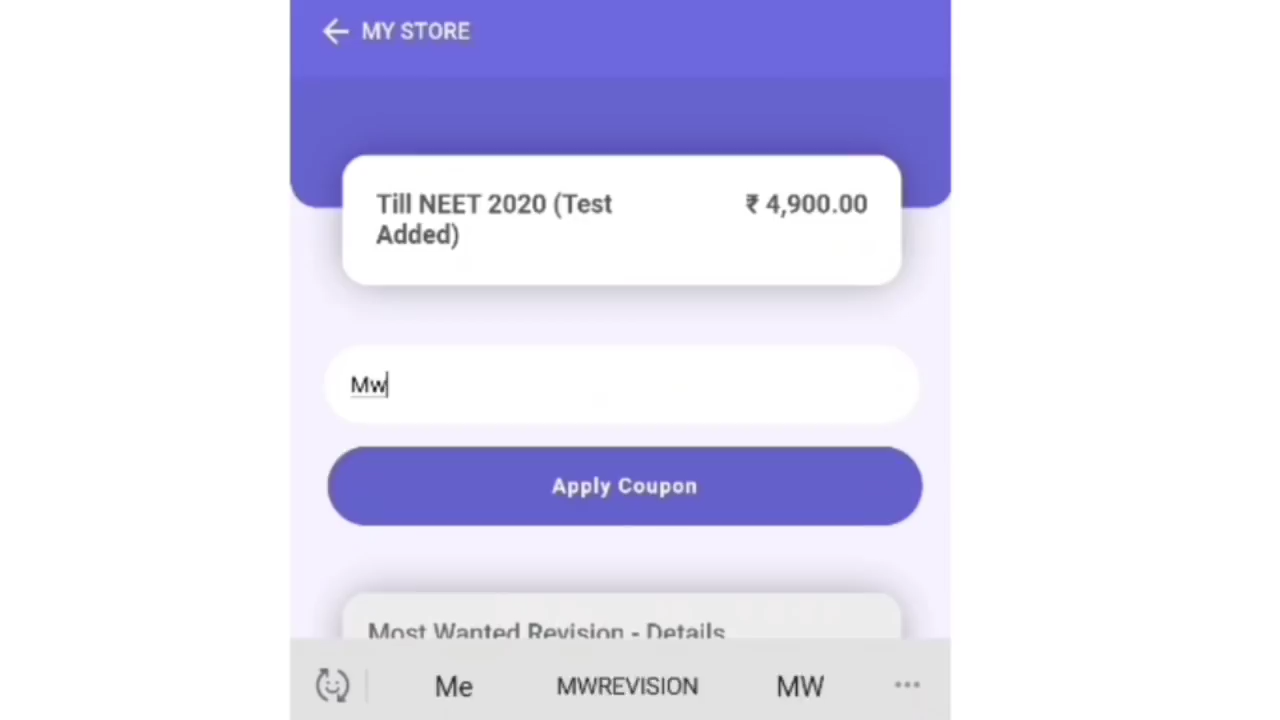 MY STORE
Till NEET 2020 (Test
Added)
₹ 4,900.00
Mw
Apply Coupon
Most Wanted Revision - Details
Me
MWREVISION
MW